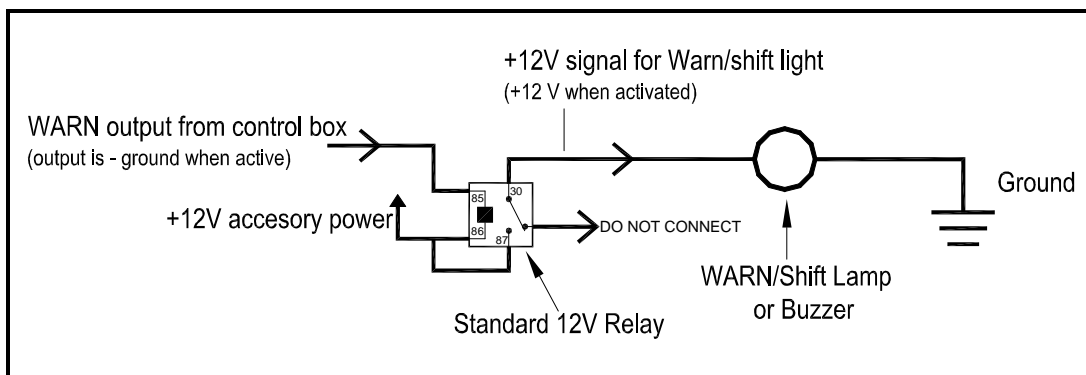 +12V signal for Warn/shift light
(+12 V when activated)
WARN output from control box
(output is - ground when active)
+12V accesory power
85
86
30
87
DO NOT CONNECT
Ground
WARN/Shift Lamp
or Buzzer
Standard 12V Relay